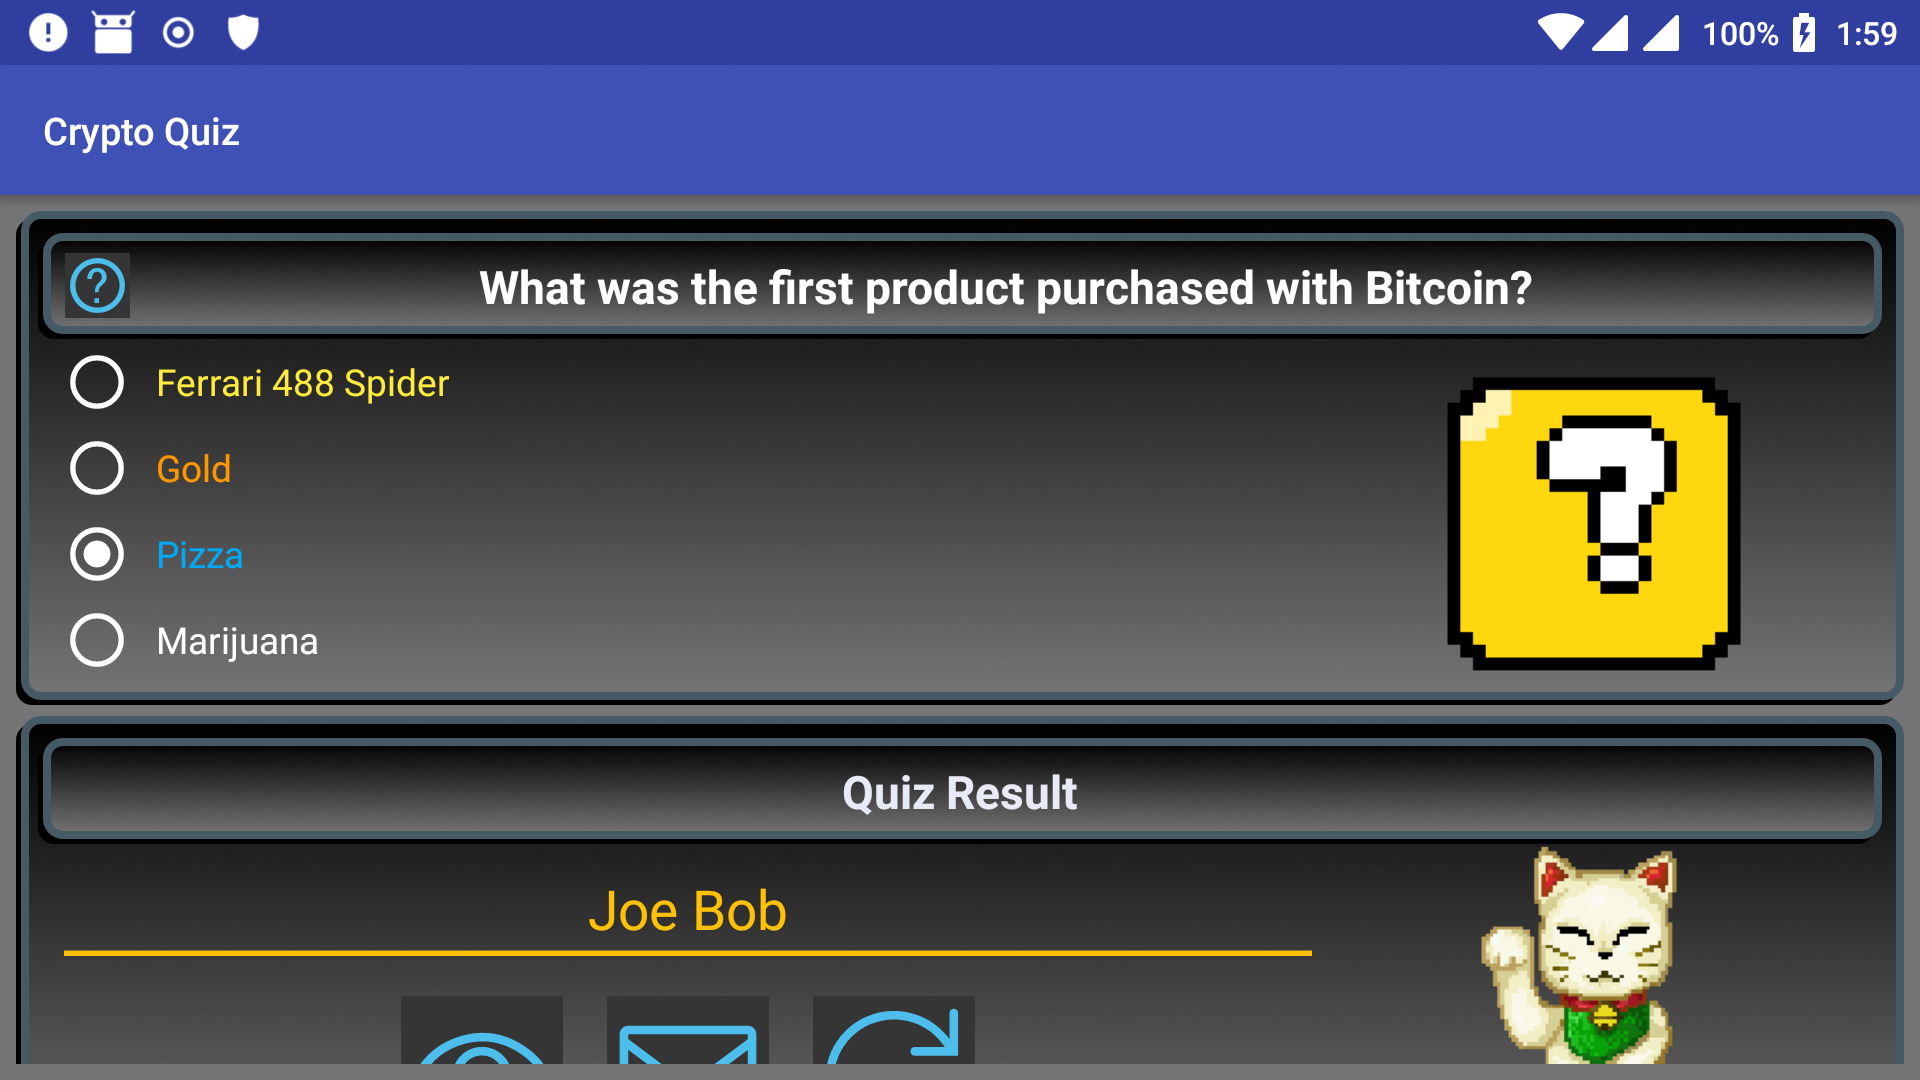 100% 1:59
Crypto Quiz
What was the first product purchased with Bitcoin?
Ferrari 488 Spider
Gold
Pizza
Marijuana
Quiz Result
Joe Bob